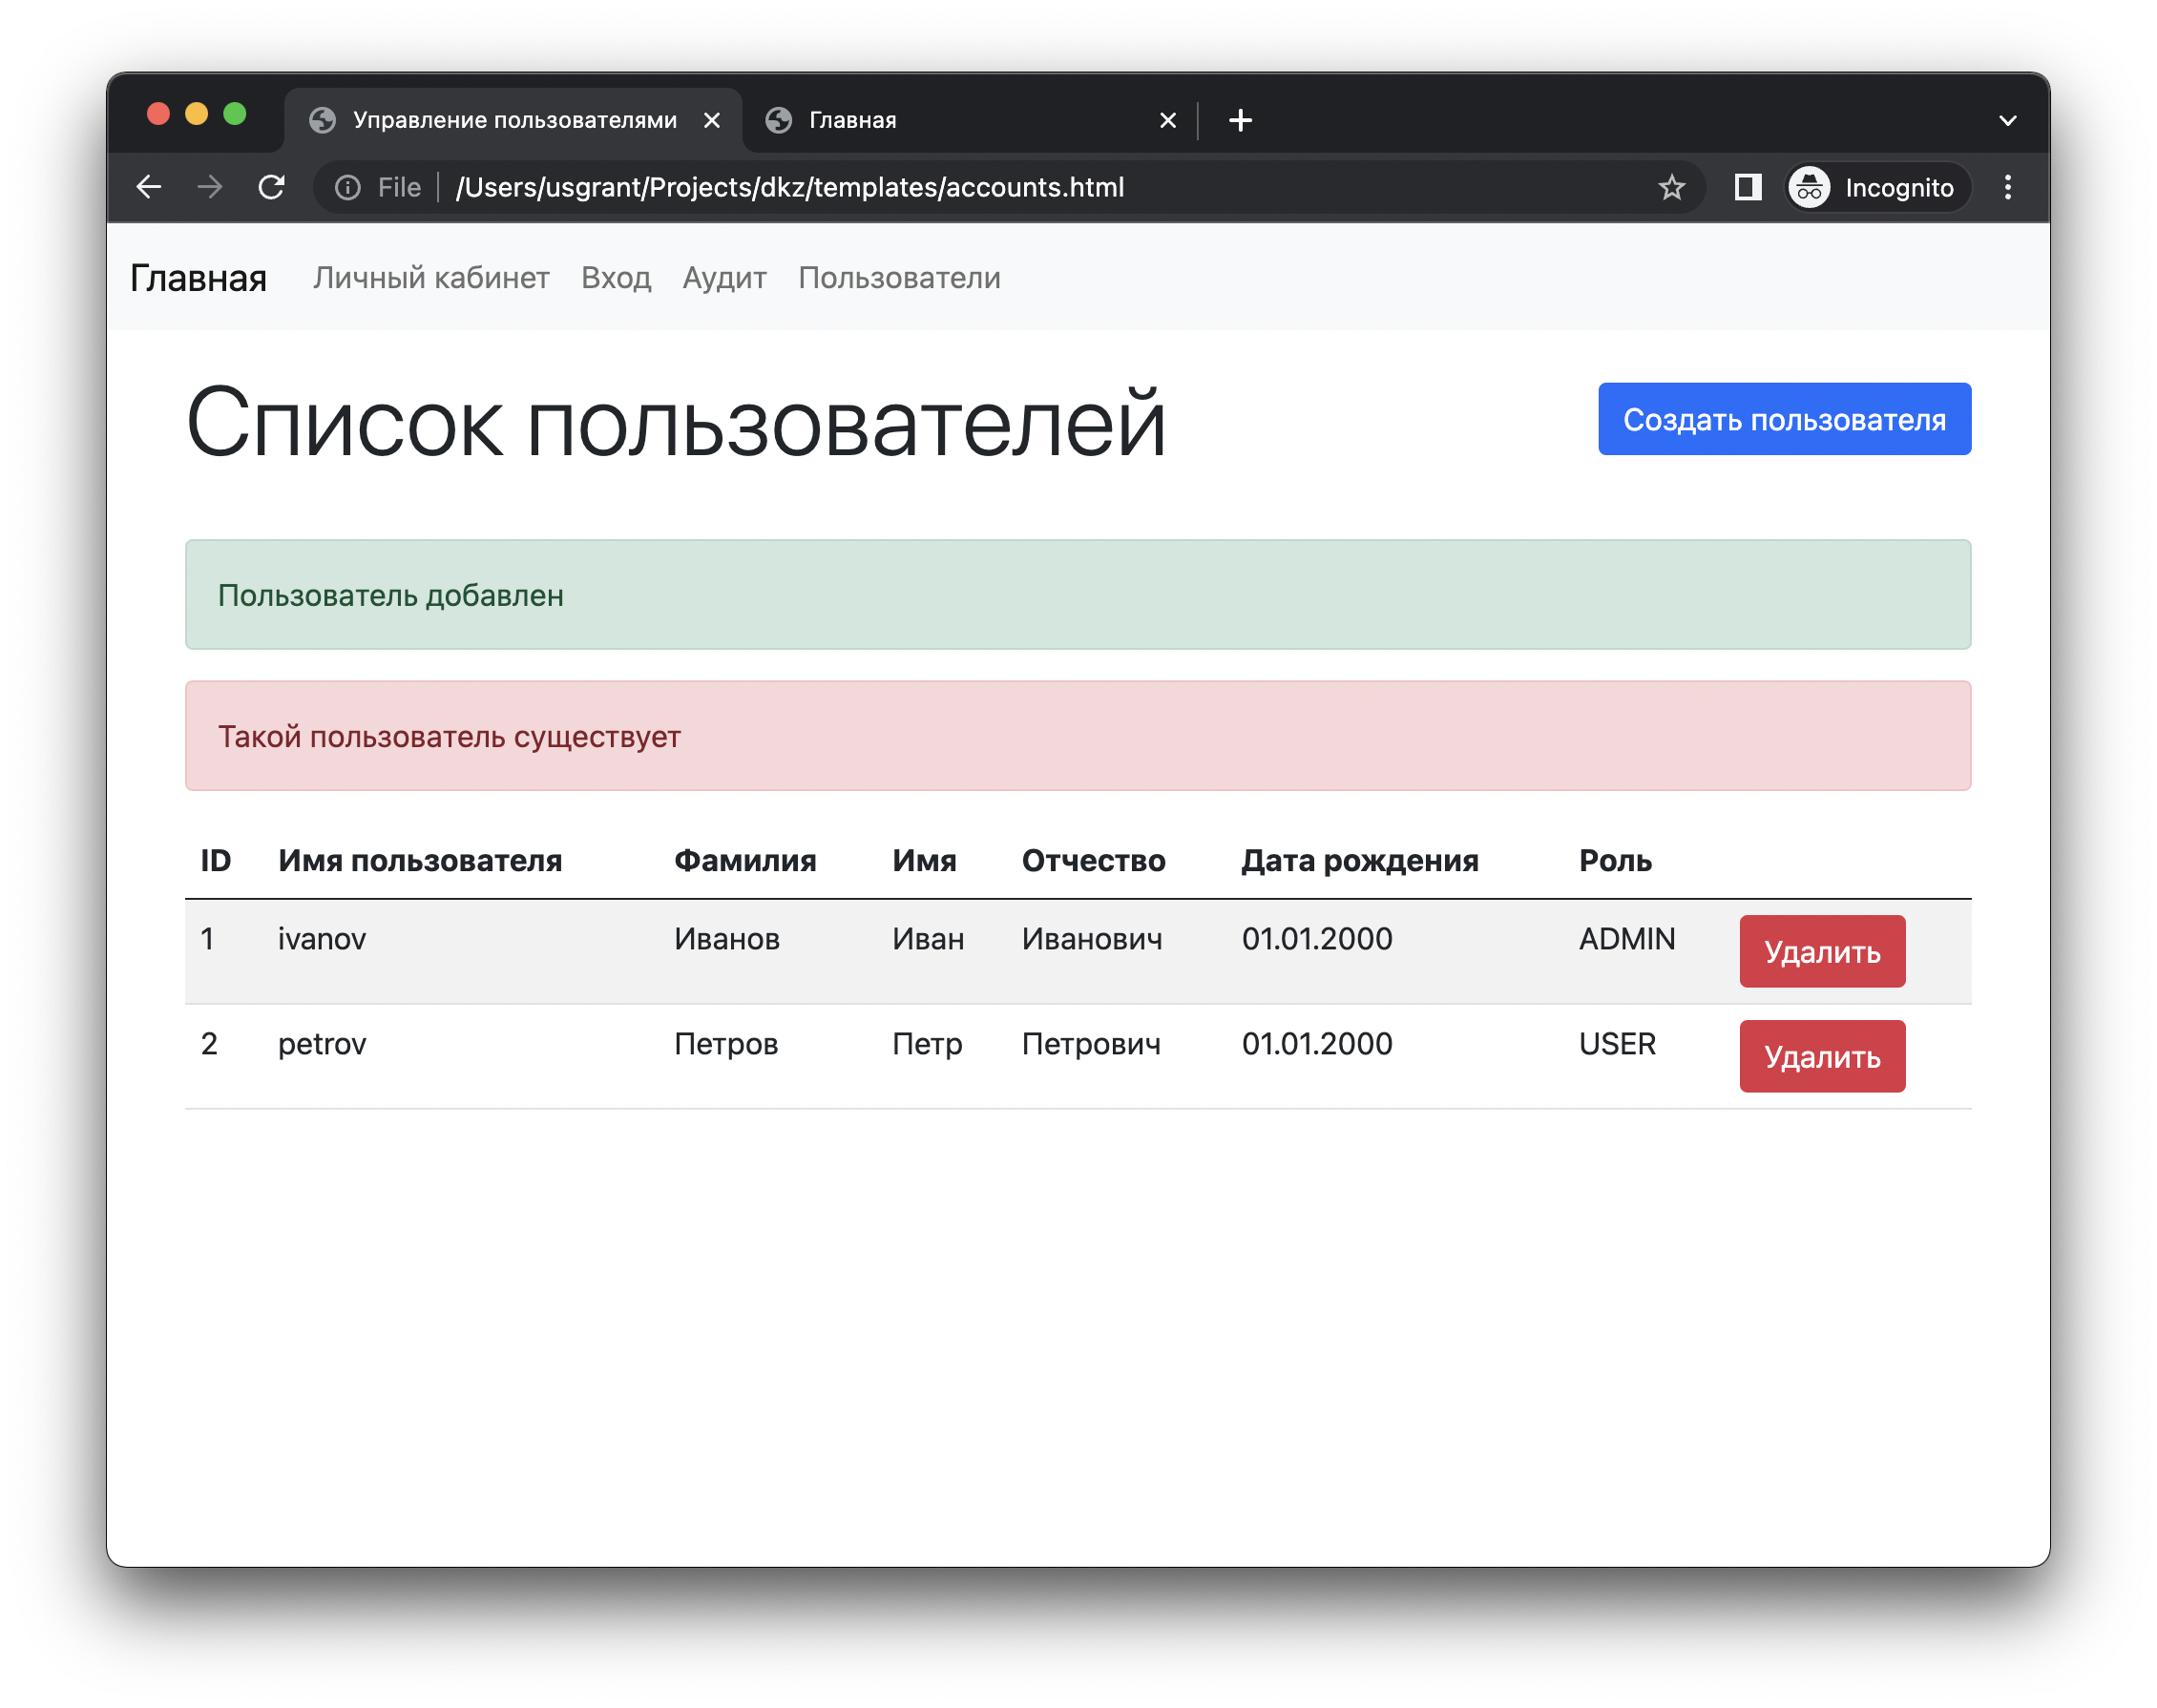 Управление пользователями Главная
File /Users/usgrant/Projects/dkz/templates/accounts.html Incognito
Главная Личный кабинет Вход Аудит Пользователи
Список пользователей Создать пользователя
Пользователь добавлен
Такой пользователь существует
ID Имя пользователя Фамилия Имя Отчество Дата рождения Роль
1 ivanov Иванов Иван Иванович 01.01.2000 ADMIN Удалить
2 petrov Петров Петр Петрович 01.01.2000 USER Удалить